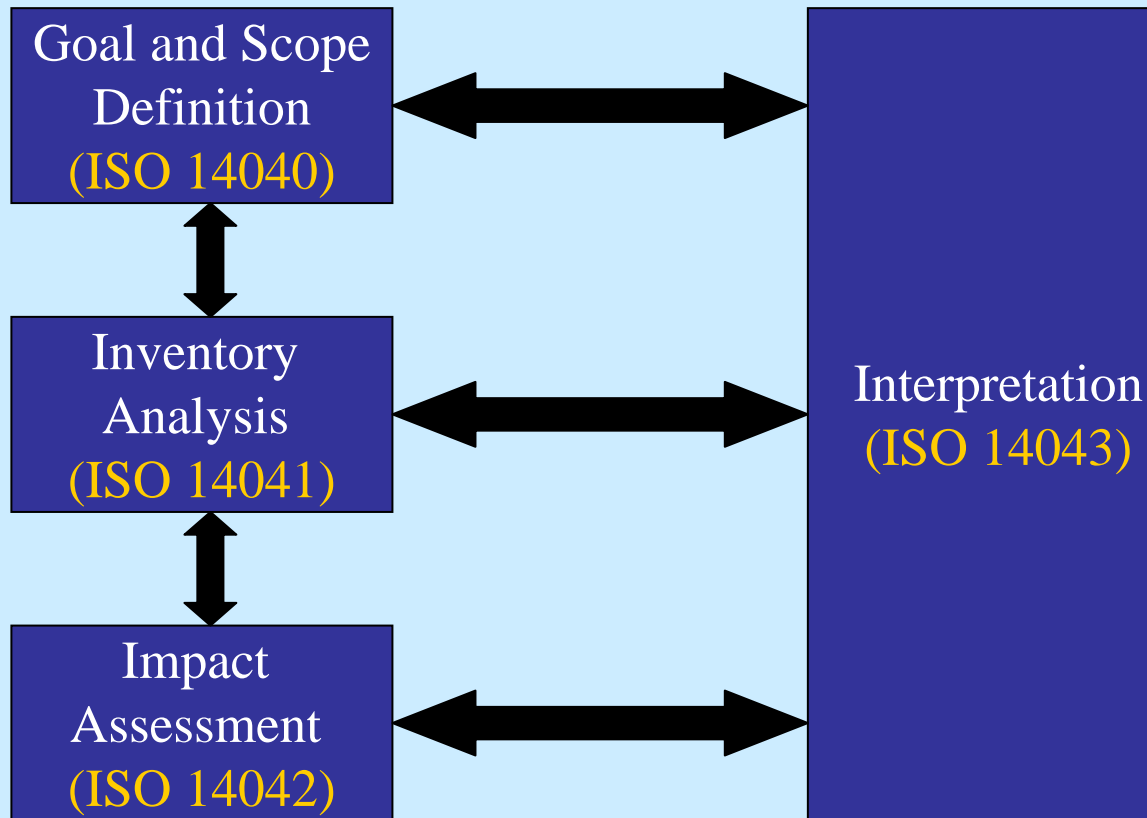 Goal and Scope
Definition
(ISO 14040)
Inventory
Analysis
(ISO 14041)
Impact
Assessment
(ISO 14042)
Interpretation
(ISO 14043)